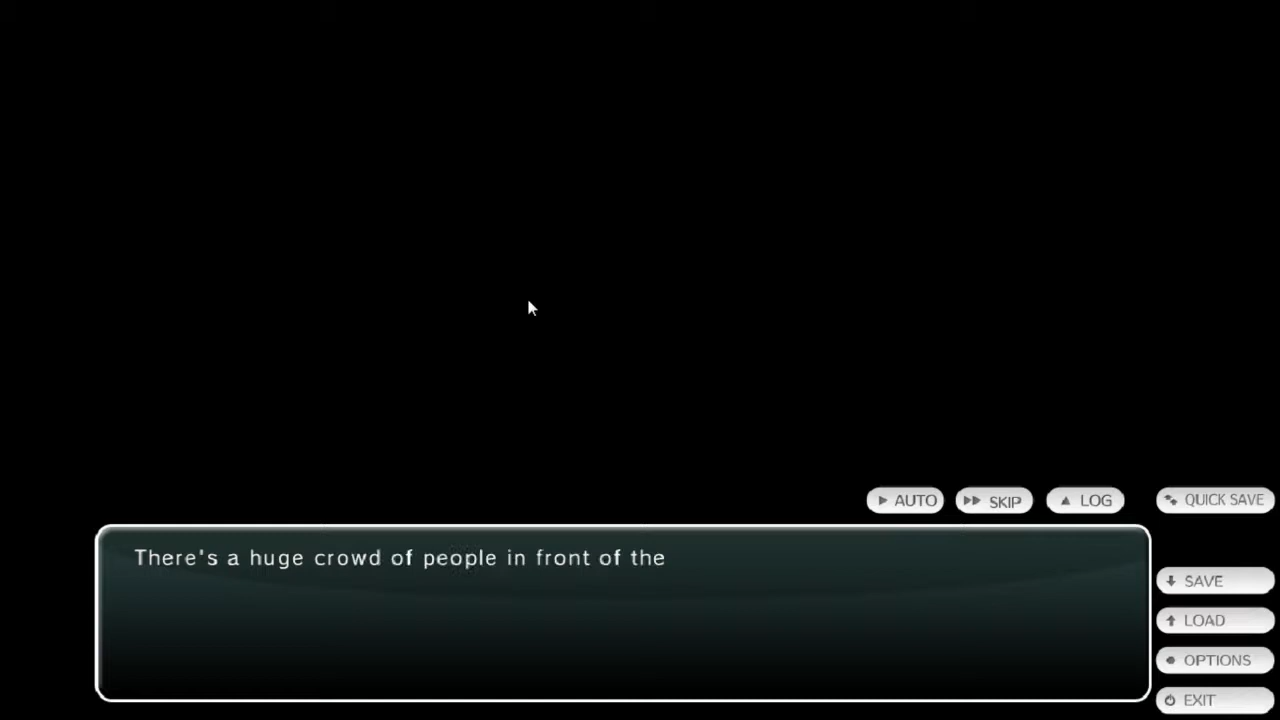 AUTO SKIP LOG QUICK SAVE
There's a huge crowd of people in front of the
SAVE
LOAD
OPTIONS
EXIT